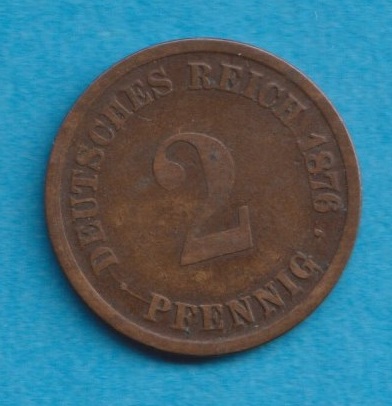 DEUTSCHES REICH 1876
2
PFENNIG